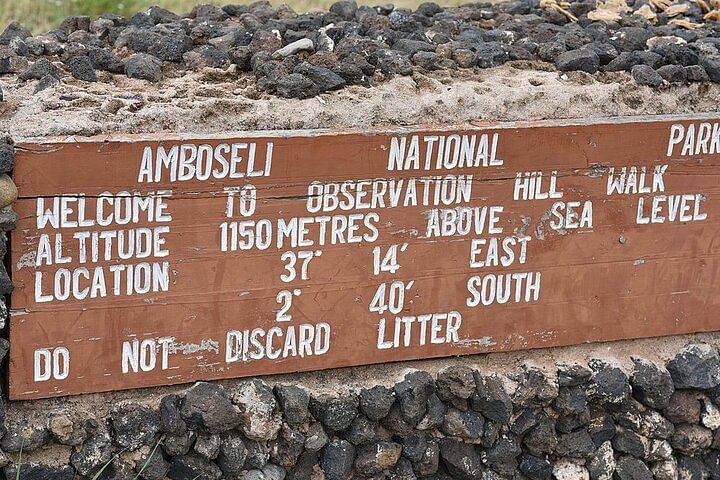 AMBOSELI NATIONAL PARK
WELCOME TO OBSERVATION HILL WALK
ALTITUDE 1150 METRES ABOVE SEA LEVEL
LOCATION 37° 14′ EAST
2° 40′ SOUTH
DO NOT DISCARD LITTER